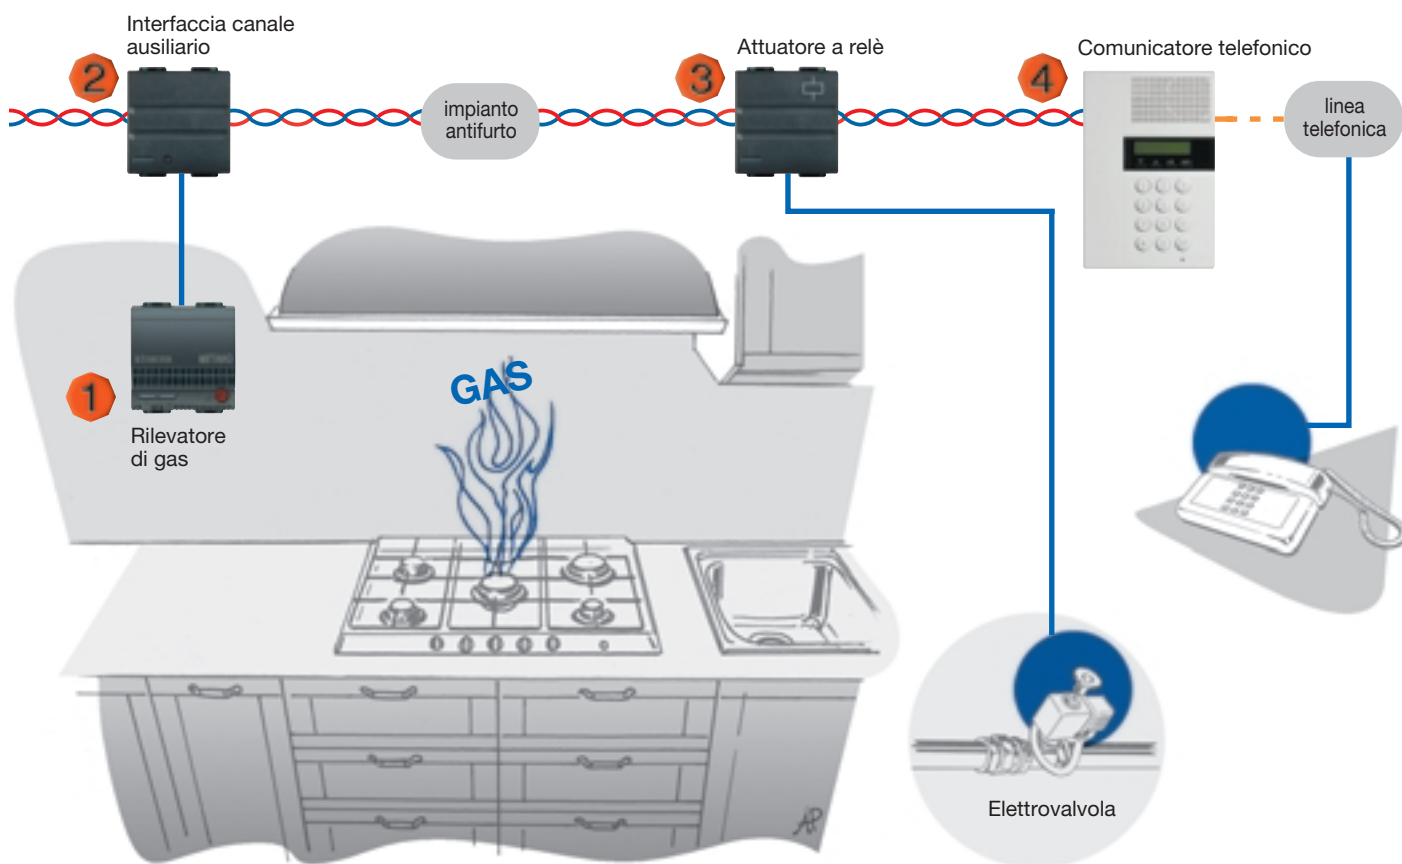 Interfaccia canale
ausiliario
2
impianto
antifurto
Attuatore a relè
3
Comunicatore telefonico
4
linea
telefonica
1
Rilevatore
di gas
GAS
Elettrovalvola